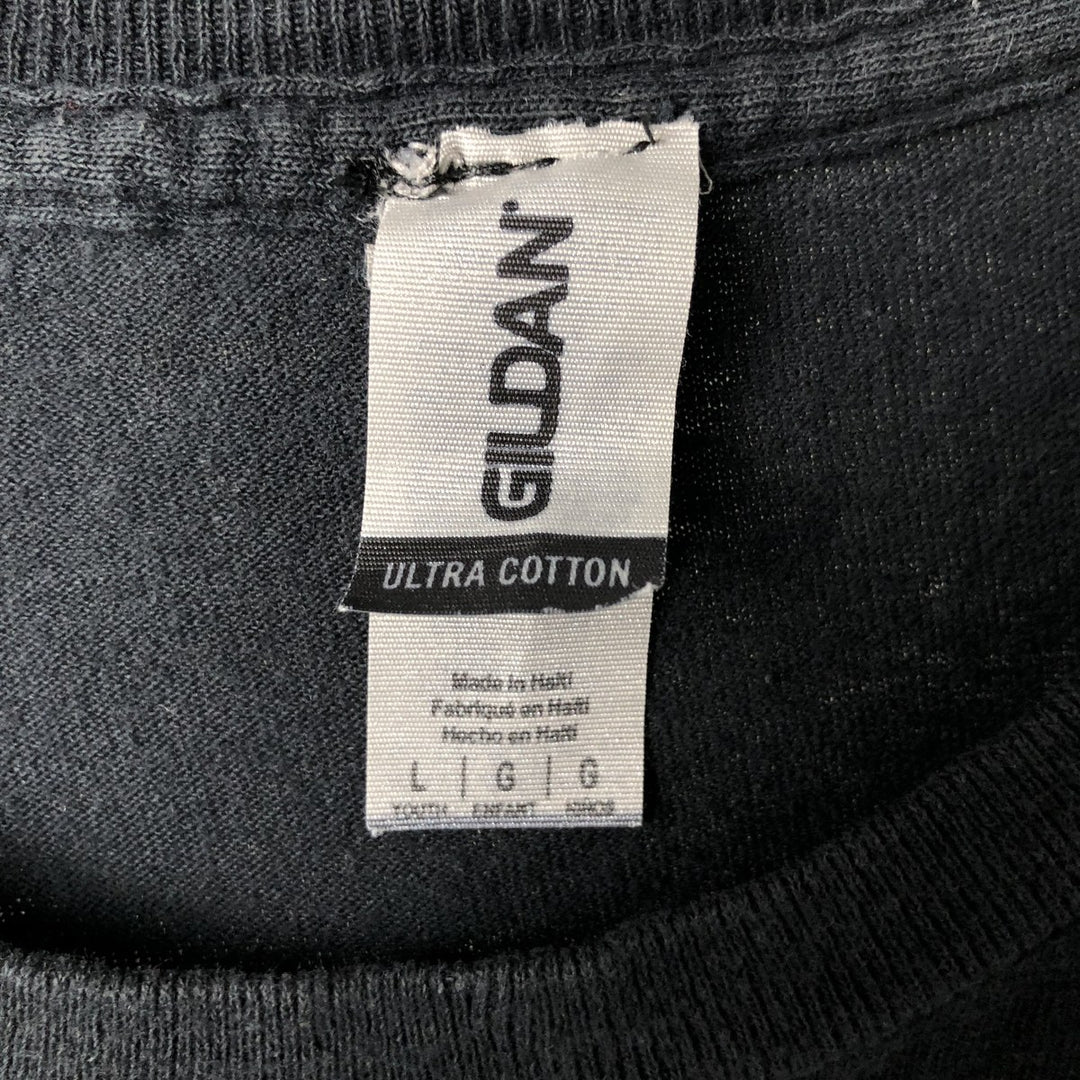 GILDAN
ULTRA COTTON
Made in Haiti
Fabriqué en Haïti
Hecho en Haití
L | G | G
YOUTH ENFANT NIÑOS